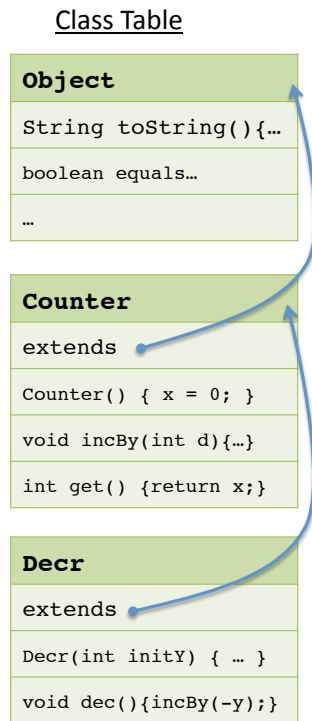 Class Table
Object
String toString(){…
boolean equals…
…
Counter
extends
Counter() { x = 0; }
void incBy(int d){…}
int get() {return x;}
Decr
extends
Decr(int initY) { … }
void dec(){incBy(-y);}